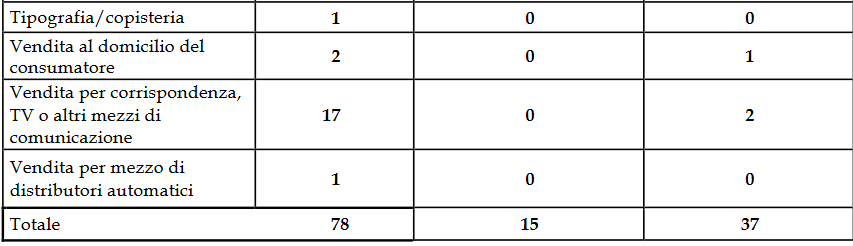 Tipografia/copisteria 1 0 0
Vendita al domicilio del
consumatore 2 0 1
Vendita per corrispondenza,
TV o altri mezzi di
comunicazione 17 0 2
Vendita per mezzo di
distributori automatici 1 0 0
Totale 78 15 37